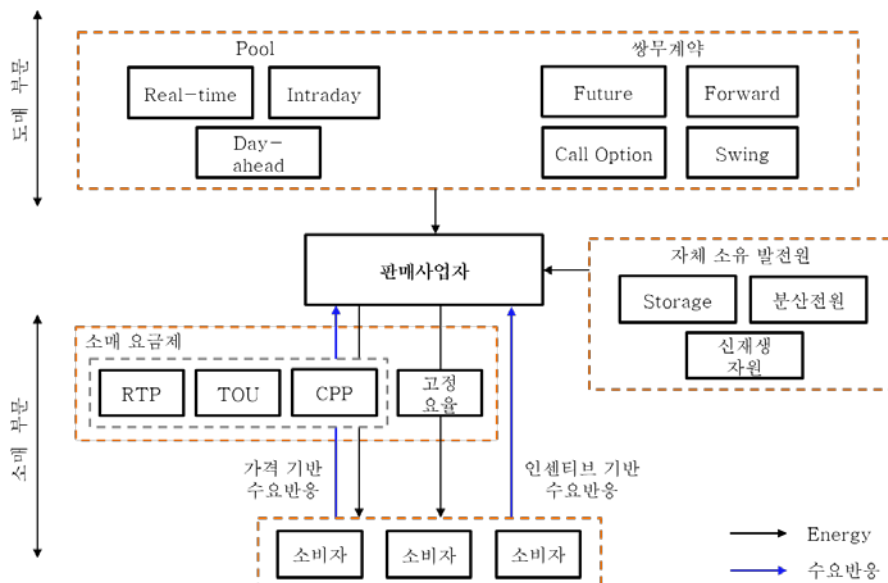 도매 부문
Pool
Real-time
Intraday
Day-
ahead
쌍무계약
Future
Forward
Call Option
Swing
판매사업자
자체 소유 발전원
Storage
분산전원
신재생
자원
소매 부문
소매 요금제
RTP
TOU
CPP
고정
요율
가격 기반
수요반응
인센티브 기반
수요반응
소비자
소비자
소비자
Energy
수요반응